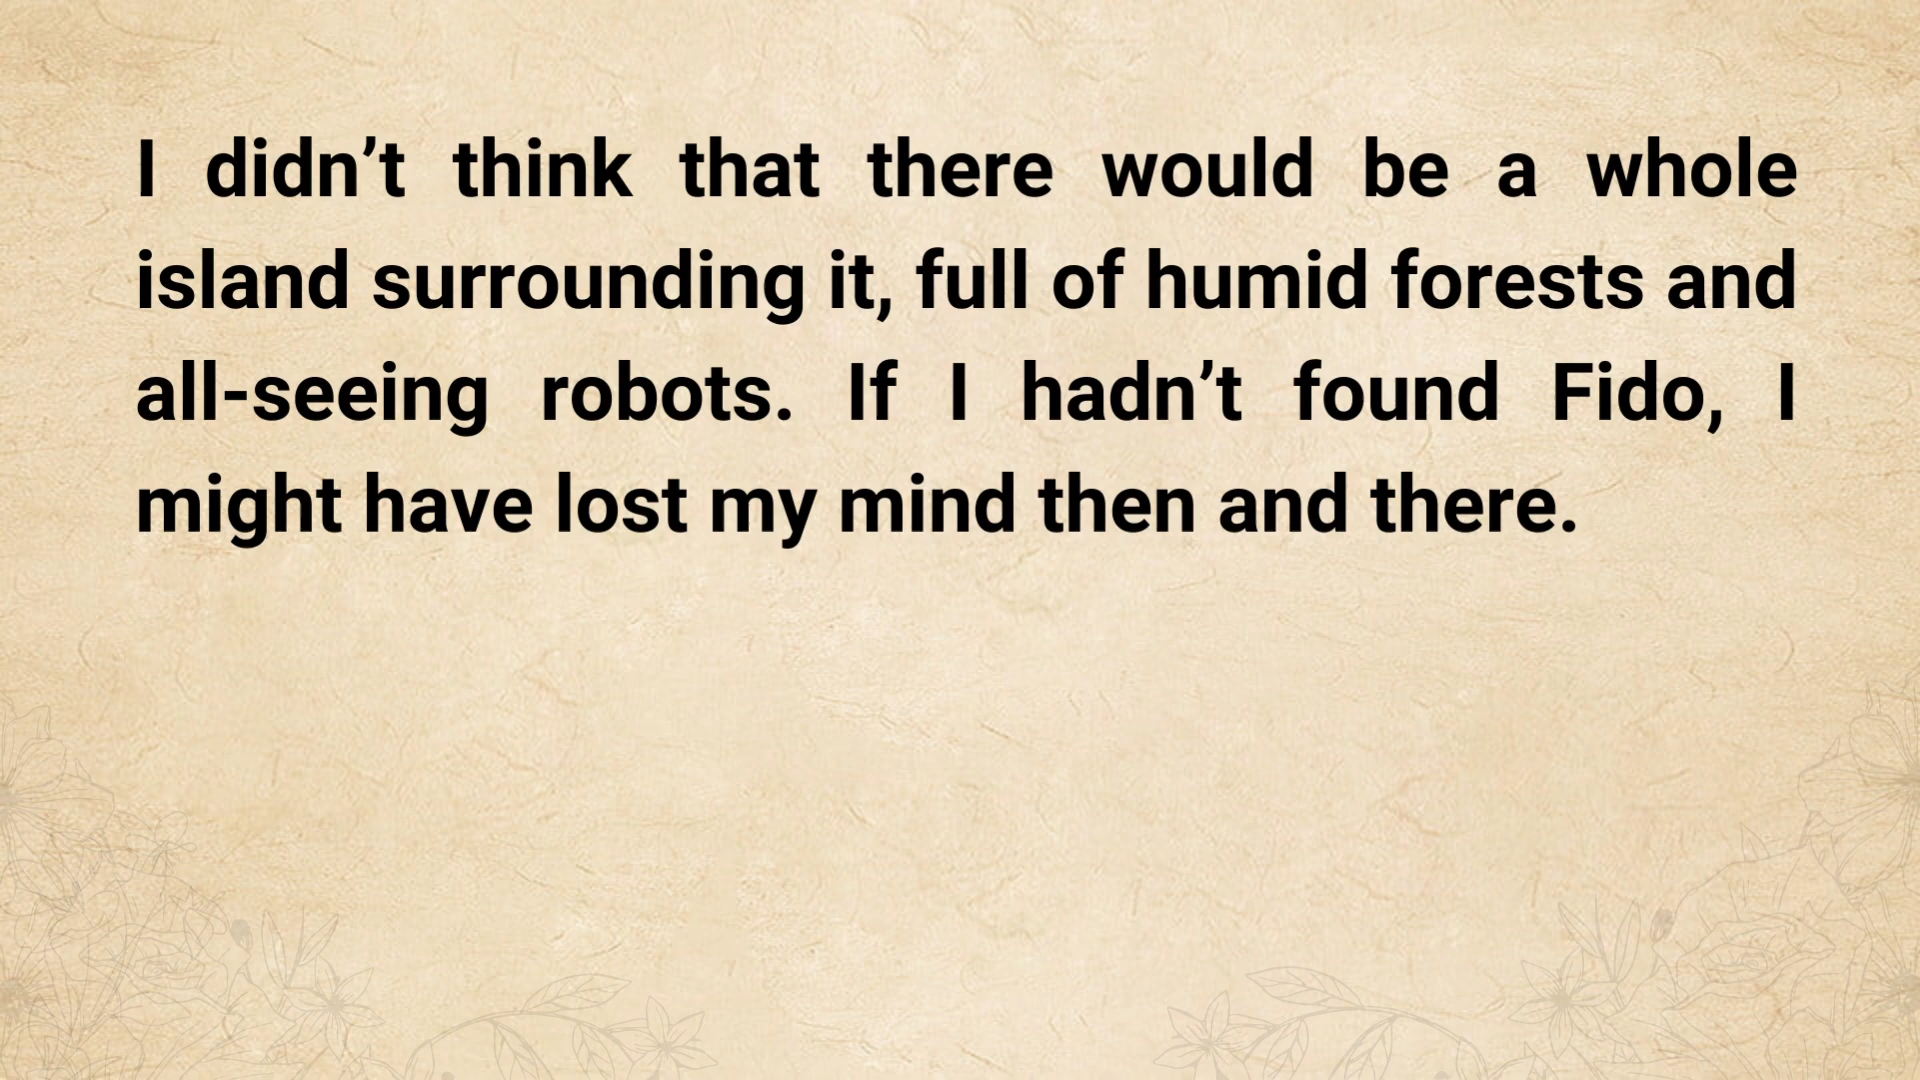 I didn’t think that there would be a whole
island surrounding it, full of humid forests and
all-seeing robots. If I hadn’t found Fido, I
might have lost my mind then and there.